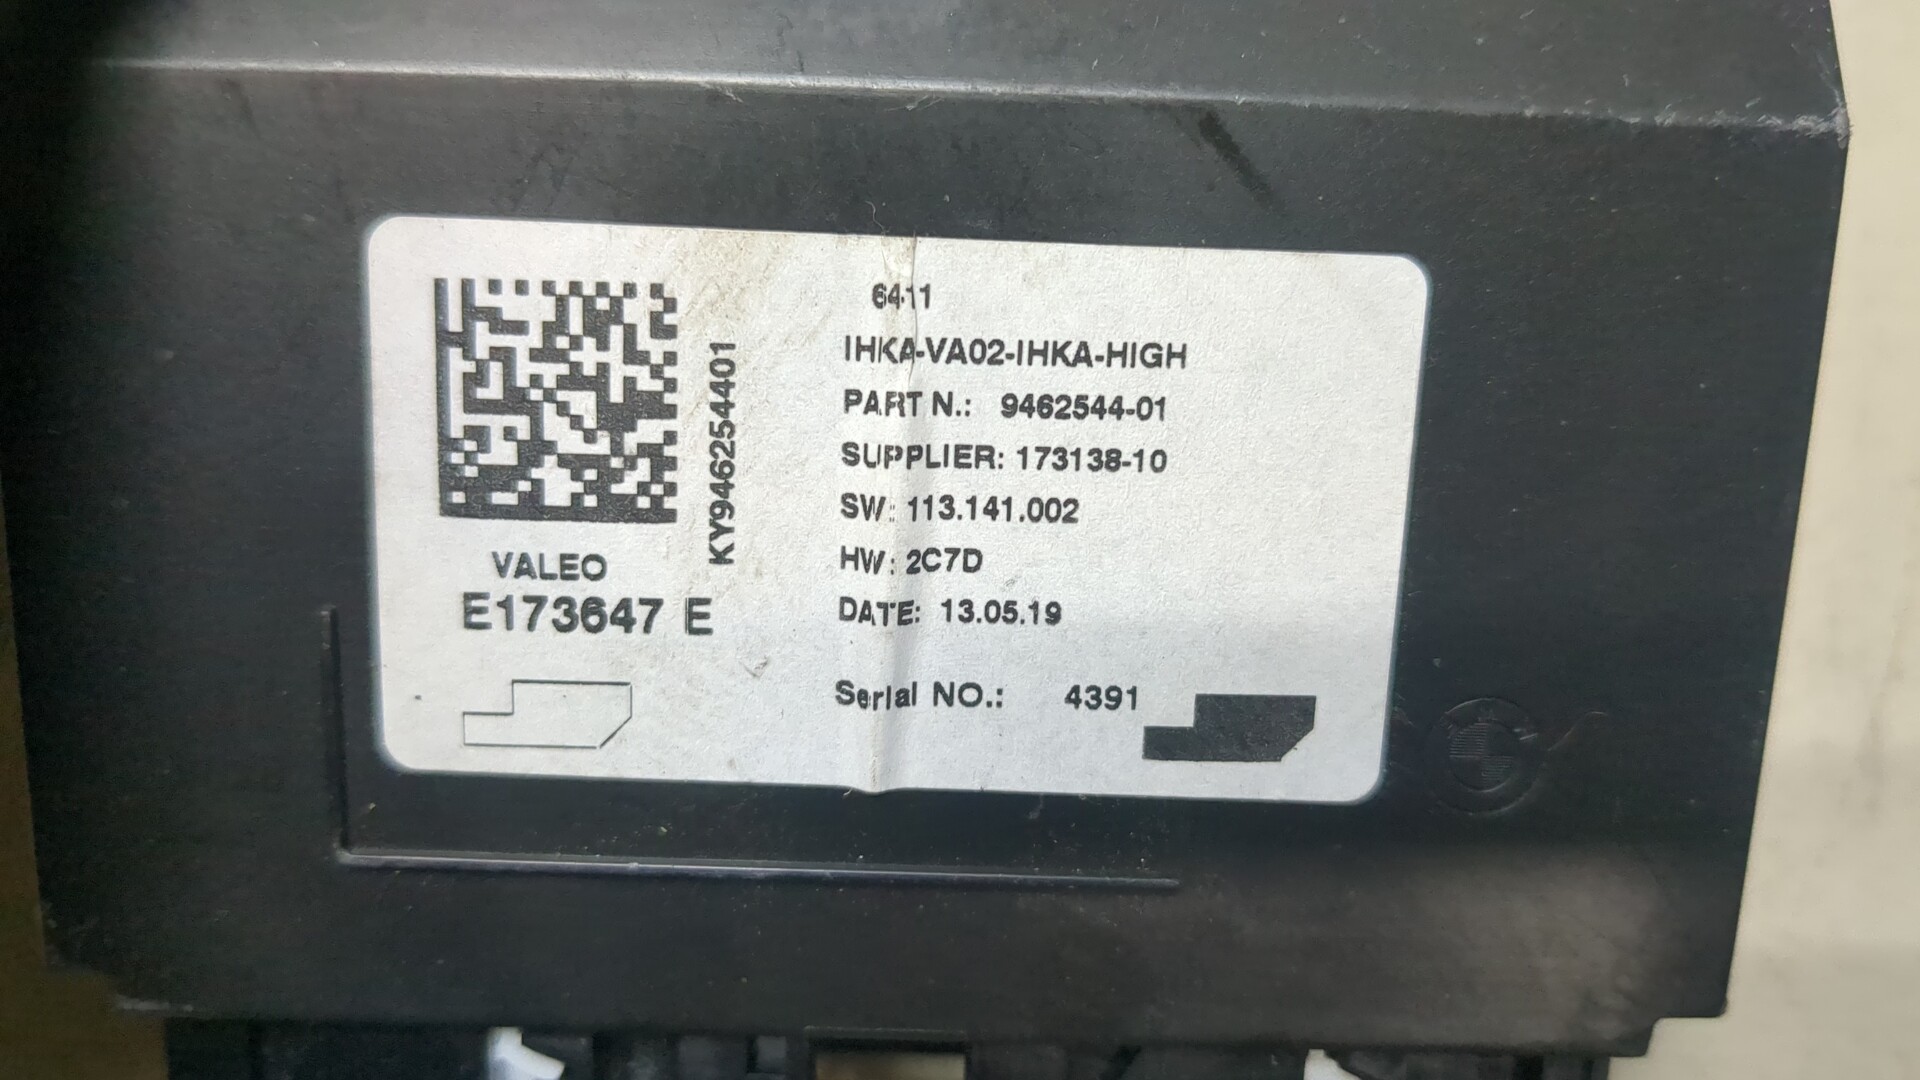 6411
IHKA-VA02-IHKA-HIGH
PART N.: 9462544-01
SUPPLIER: 173138-10
SW: 113.141.002
HW: 2C7D
DATE: 13.05.19
Serial NO.: 4391
KY946254401
VALEO
E173647 E